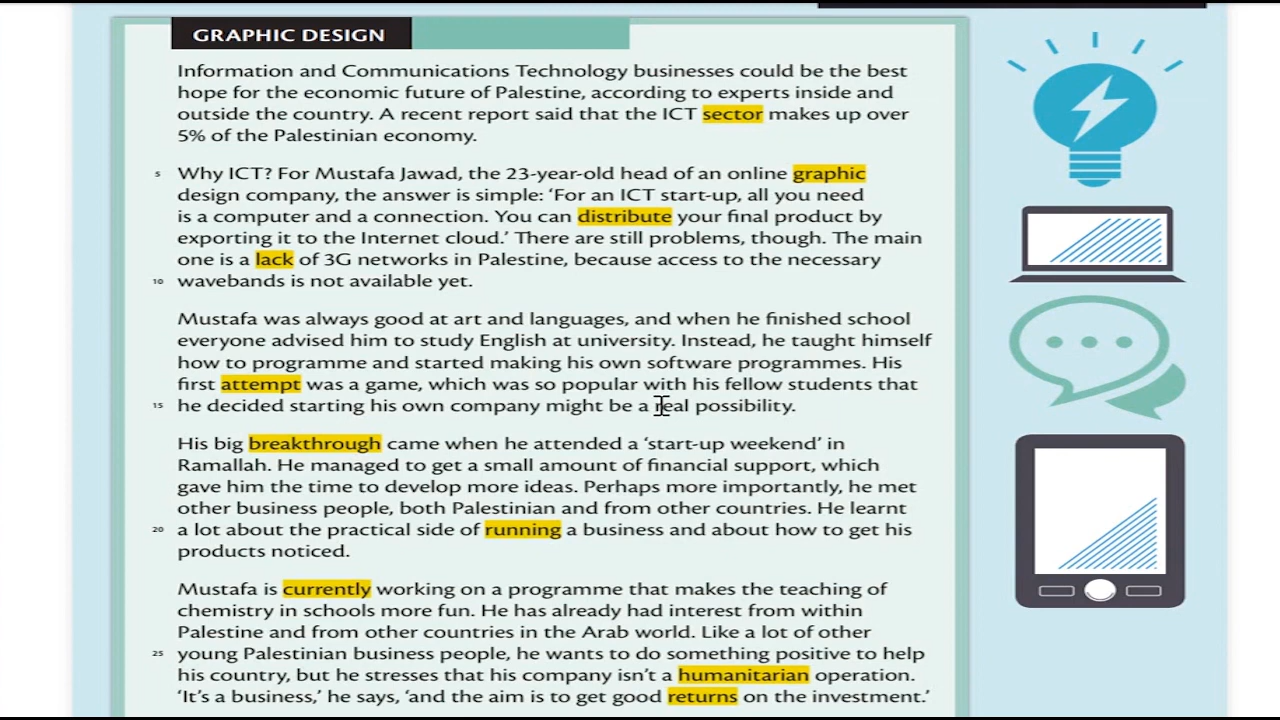 GRAPHIC DESIGN
Information and Communications Technology businesses could be the best
hope for the economic future of Palestine, according to experts inside and
outside the country. A recent report said that the ICT sector makes up over
5% of the Palestinian economy.
5 Why ICT? For Mustafa Jawad, the 23-year-old head of an online graphic
design company, the answer is simple: ‘For an ICT start-up, all you need
is a computer and a connection. You can distribute your final product by
exporting it to the Internet cloud.’ There are still problems, though. The main
one is a lack of 3G networks in Palestine, because access to the necessary
10 wavebands is not available yet.
Mustafa was always good at art and languages, and when he finished school
everyone advised him to study English at university. Instead, he taught himself
how to programme and started making his own software programmes. His
first attempt was a game, which was so popular with his fellow students that
15 he decided starting his own company might be a real possibility.
His big breakthrough came when he attended a ‘start-up weekend’ in
Ramallah. He managed to get a small amount of financial support, which
gave him the time to develop more ideas. Perhaps more importantly, he met
other business people, both Palestinian and from other countries. He learnt
20 a lot about the practical side of running a business and about how to get his
products noticed.
Mustafa is currently working on a programme that makes the teaching of
chemistry in schools more fun. He has already had interest from within
Palestine and from other countries in the Arab world. Like a lot of other
25 young Palestinian business people, he wants to do something positive to help
his country, but he stresses that his company isn’t a humanitarian operation.
‘It’s a business,’ he says, ‘and the aim is to get good returns on the investment.’